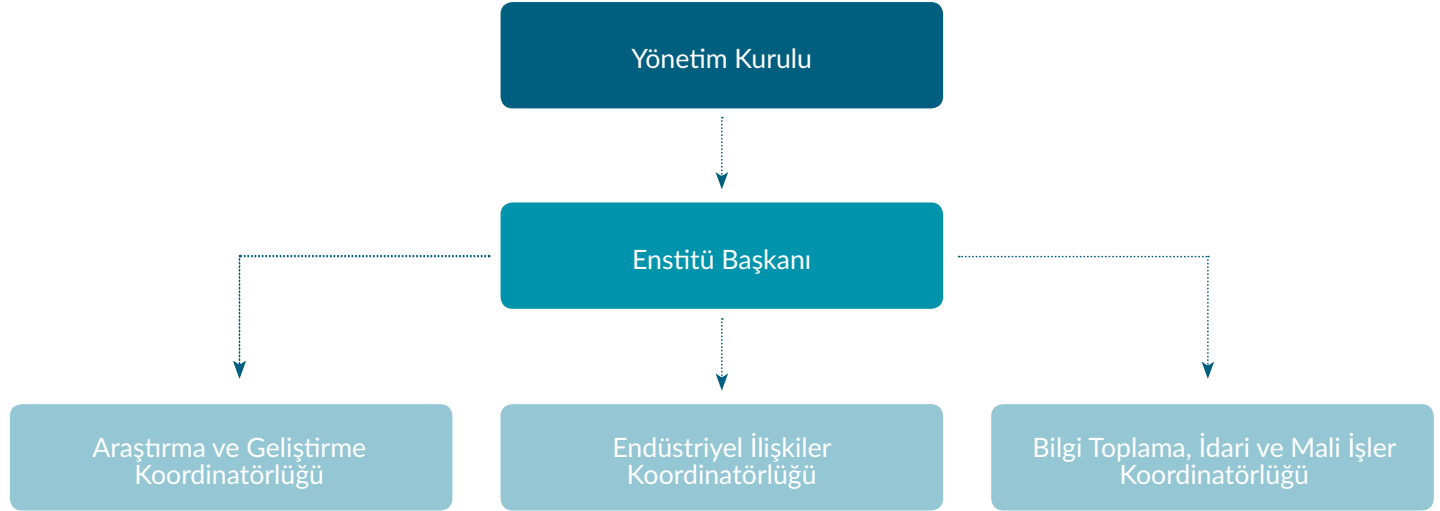 Yönetim Kurulu
Enstitü Başkanı
Araştırma ve Geliştirme
Koordinatörlüğü
Endüstriyel İlişkiler
Koordinatörlüğü
Bilgi Toplama, İdari ve Mali İşler
Koordinatörlüğü